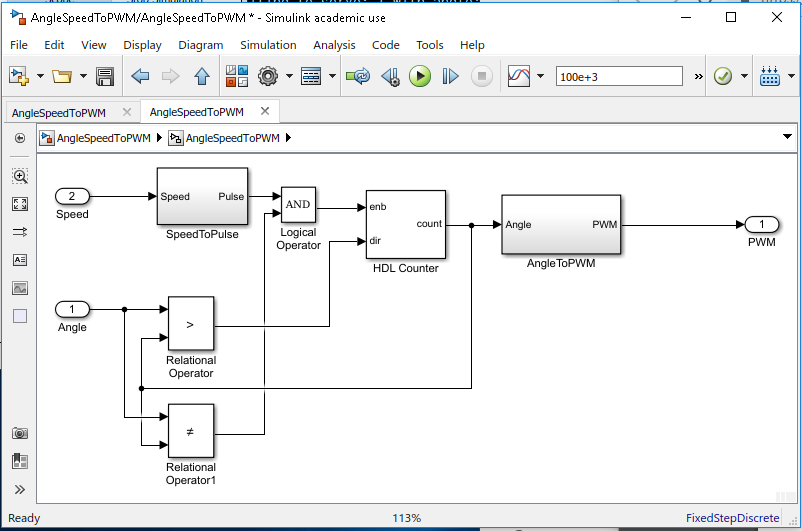 AngleSpeedToPWM/AngleSpeedToPWM * - Simulink academic use
File Edit View Display Diagram Simulation Analysis Code Tools Help
100e+3 »
AngleSpeedToPWM AngleSpeedToPWM
AngleSpeedToPWM AngleSpeedToPWM
2
Speed
Speed Pulse
SpeedToPulse
AND
Logical
Operator
enb
dir
count
HDL Counter
Angle PWM
AngleToPWM
1
PWM
1
Angle
>
Relational
Operator
≠
Relational
Operator1
Ready 113% FixedStepDiscrete